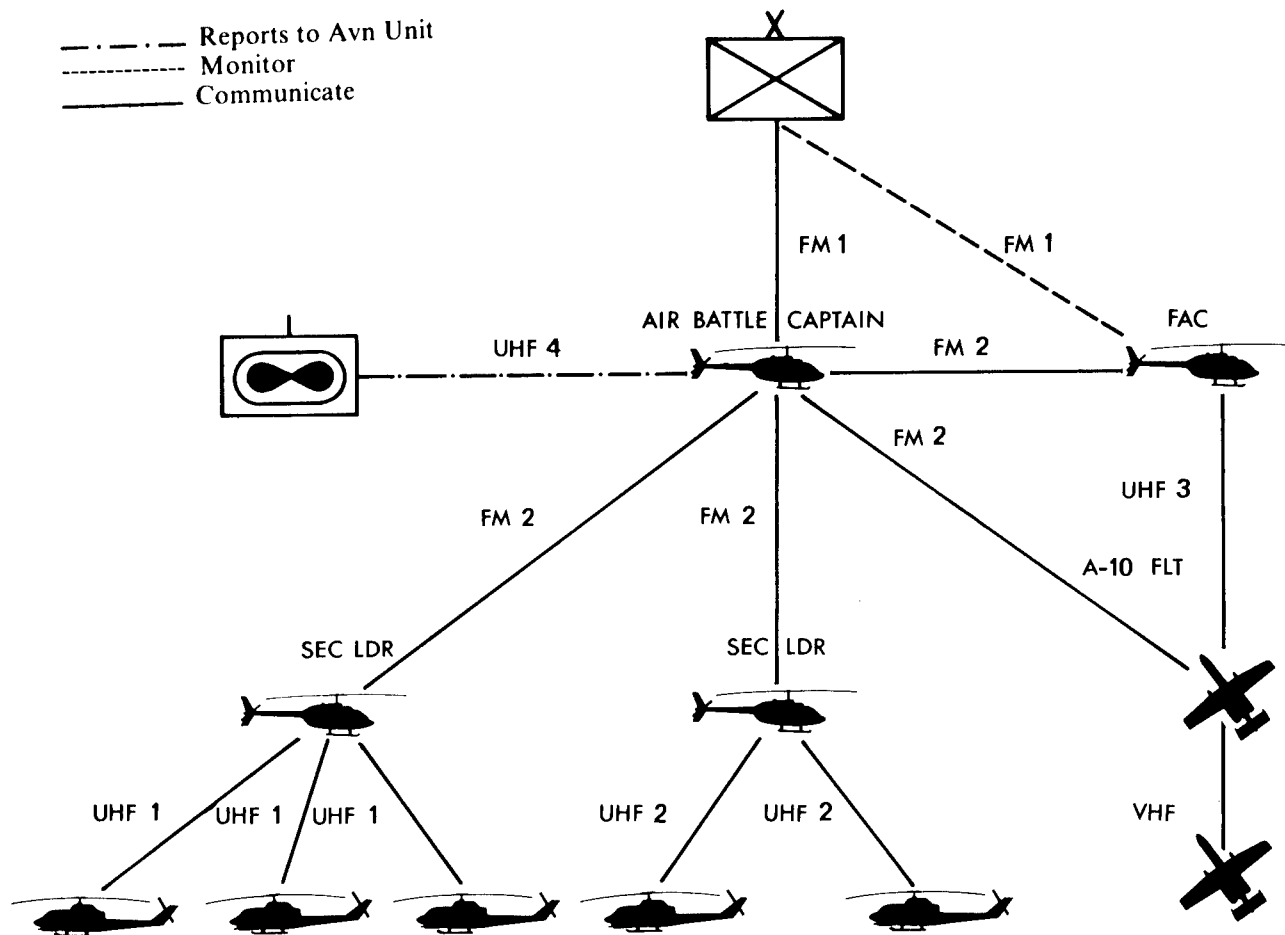 Reports to Avn Unit
Monitor
Communicate
FM 1
FM 1
AIR BATTLE CAPTAIN
FAC
UHF 4
FM 2
FM 2
UHF 3
FM 2
FM 2
A-10 FLT
SEC LDR
SEC LDR
UHF 1
UHF 1
UHF 1
UHF 2
UHF 2
VHF